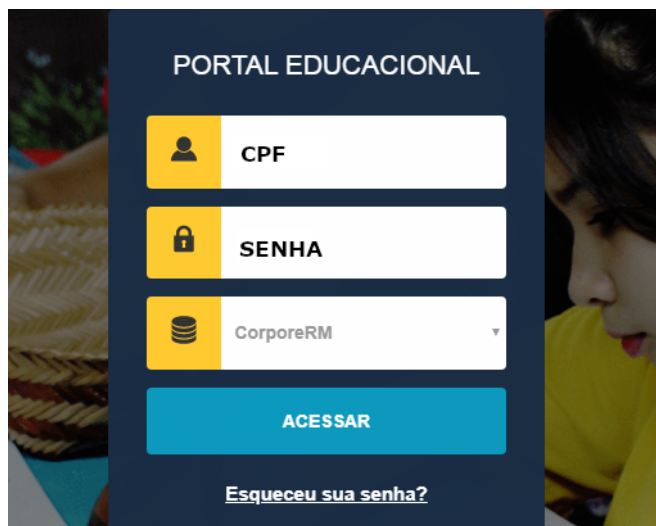 PORTAL EDUCACIONAL
CPF
SENHA
CorporeRM
ACESSAR
Esqueceu sua senha?